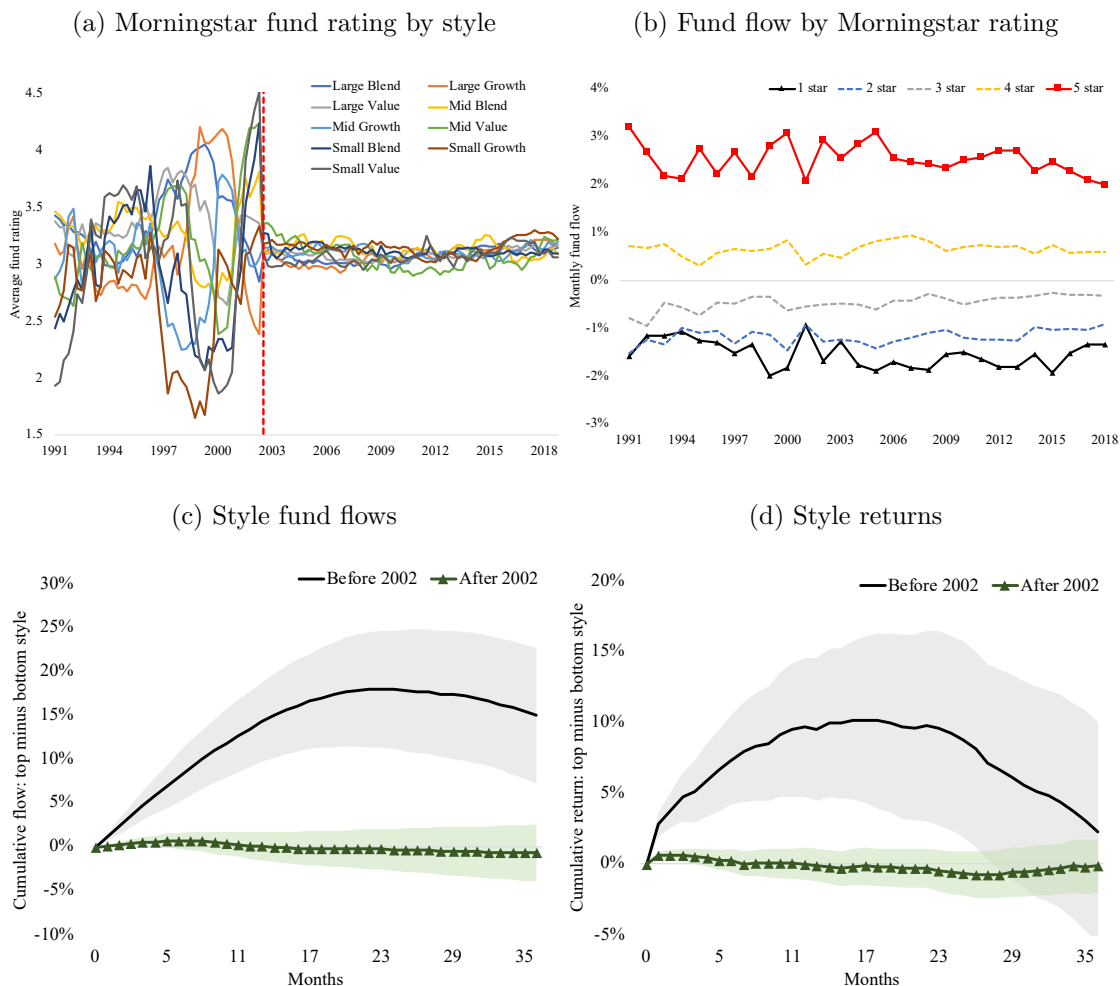 (a) Morningstar fund rating by style
Large Blend
Large Growth
Large Value
Mid Blend
Mid Growth
Mid Value
Small Blend
Small Growth
Small Value
Average fund rating
4.5
4
3.5
3
2.5
2
1.5
1991 1994 1997 2000 2003 2006 2009 2012 2015 2018
(b) Fund flow by Morningstar rating
1 star 2 star 3 star 4 star 5 star
Monthly fund flow
4%
3%
2%
1%
0%
-1%
-2%
-3%
1991 1994 1997 2000 2003 2006 2009 2012 2015 2018
(c) Style fund flows
Before 2002 After 2002
Cumulative flow: top minus bottom style
30%
25%
20%
15%
10%
5%
0%
-5%
-10%
0 5 11 17 23 29 35
Months
(d) Style returns
Before 2002 After 2002
Cumulative return: top minus bottom style
20%
15%
10%
5%
0%
-5%
0 5 11 17 23 29 35
Months